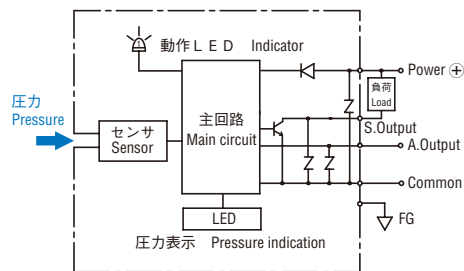 動作ＬＥＤ Indicator
Power ⊕
負荷
Load
圧力
Pressure
センサ
Sensor
主回路
Main circuit
S.Output
A.Output
Common
LED
FG
圧力表示 Pressure indication